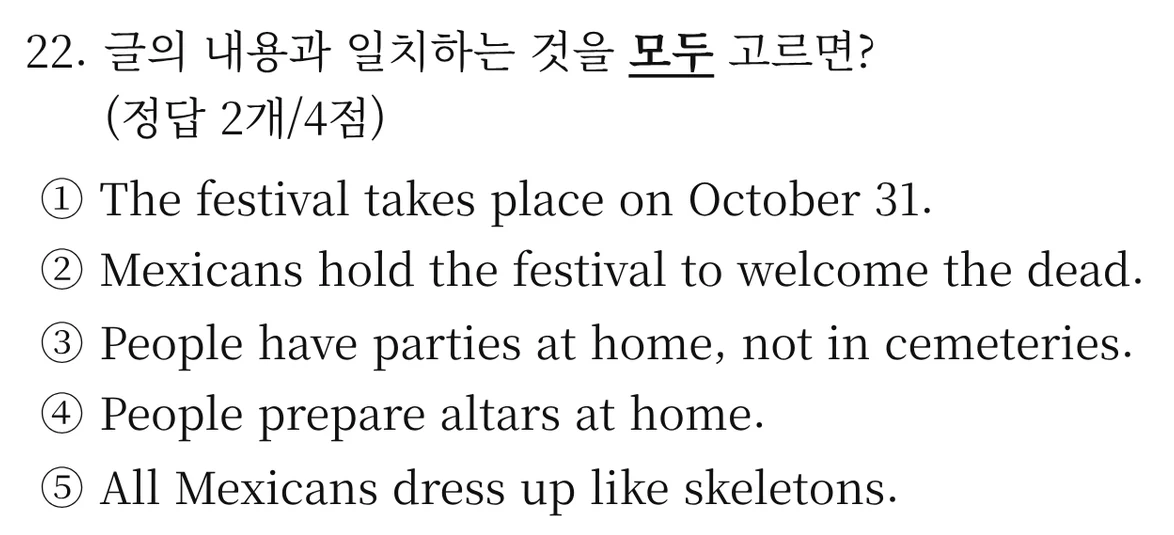 22. 글의 내용과 일치하는 것을 모두 고르면?
(정답 2개/4점)
① The festival takes place on October 31.
② Mexicans hold the festival to welcome the dead.
③ People have parties at home, not in cemeteries.
④ People prepare altars at home.
⑤ All Mexicans dress up like skeletons.